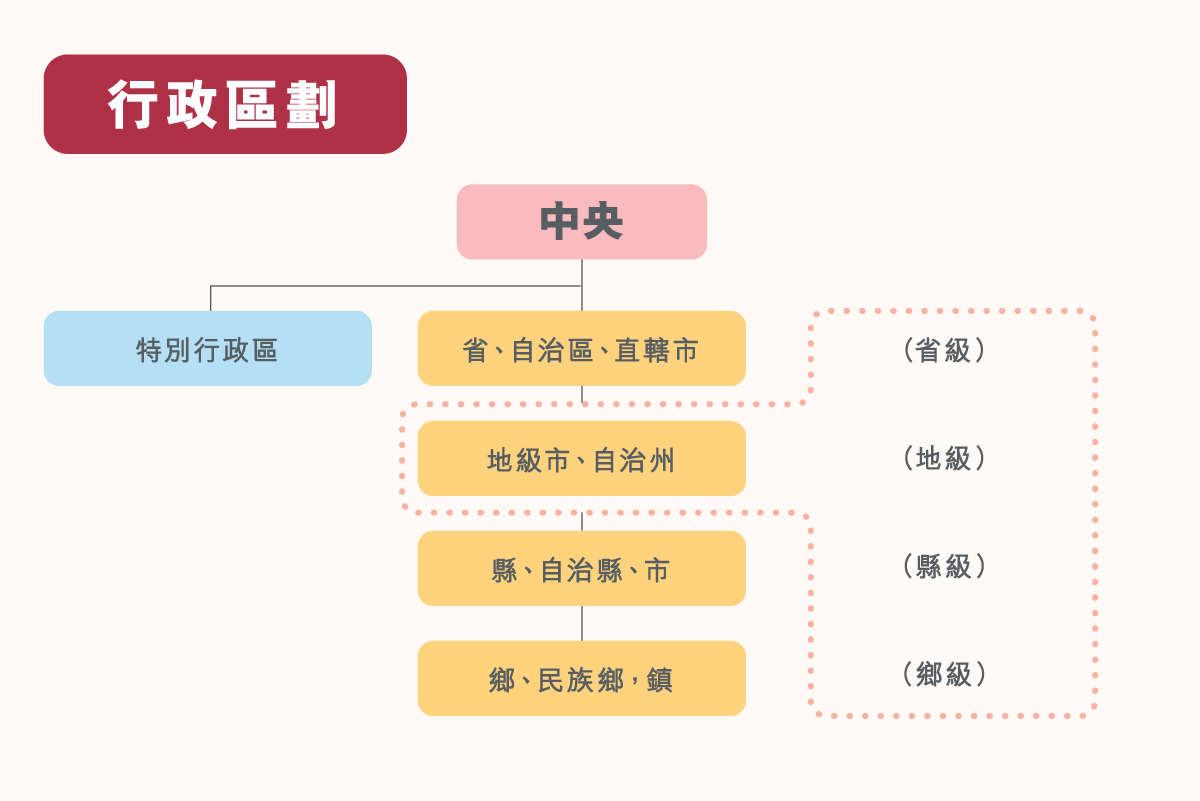 行政區劃
中央
特別行政區
省、自治區、直轄市
（省級）
地級市、自治州
（地級）
縣、自治縣、市
（縣級）
鄉、民族鄉，鎮
（鄉級）